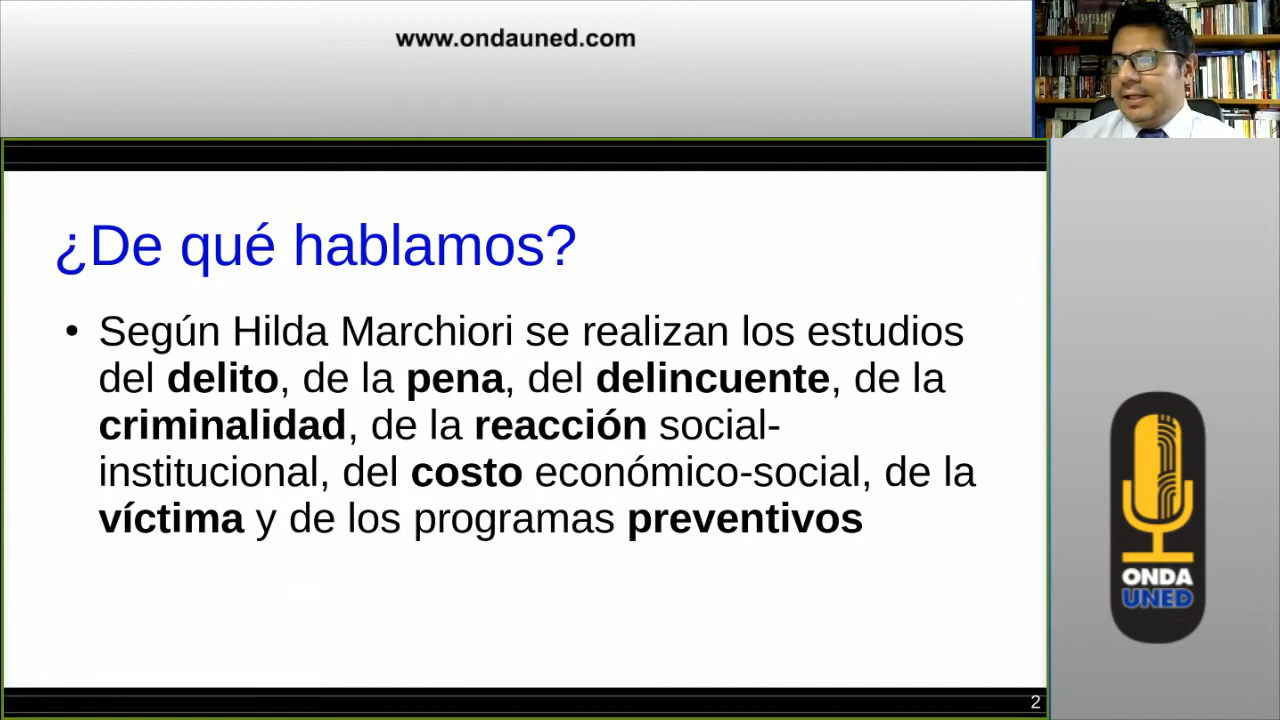 www.ondauned.com
¿De qué hablamos?
• Según Hilda Marchiori se realizan los estudios
del delito, de la pena, del delincuente, de la
criminalidad, de la reacción social-
institucional, del costo económico-social, de la
víctima y de los programas preventivos
ONDA
UNED
2